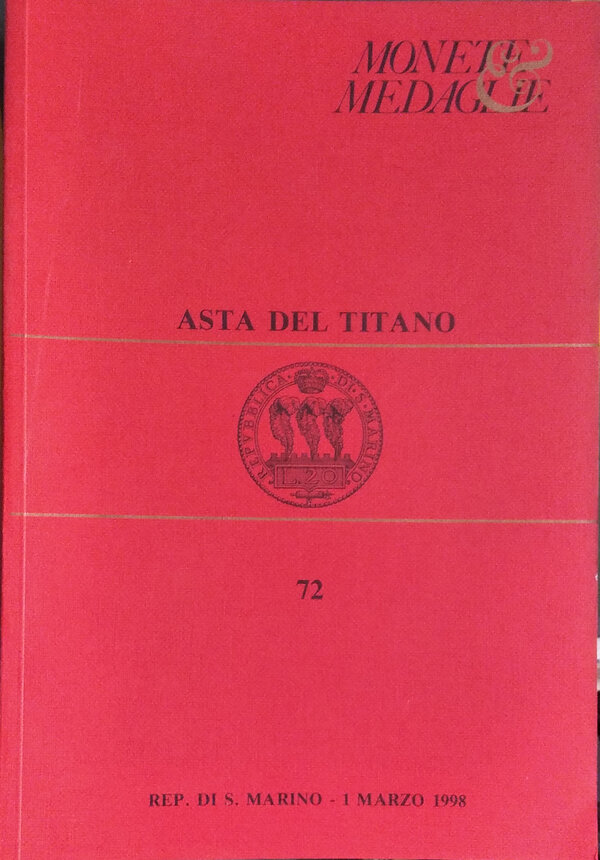 MONETE &
MEDAGLIE
ASTA DEL TITANO
·REPVBBLICA·DI·S·MARINO·
L.20
72
REP. DI S. MARINO - 1 MARZO 1998